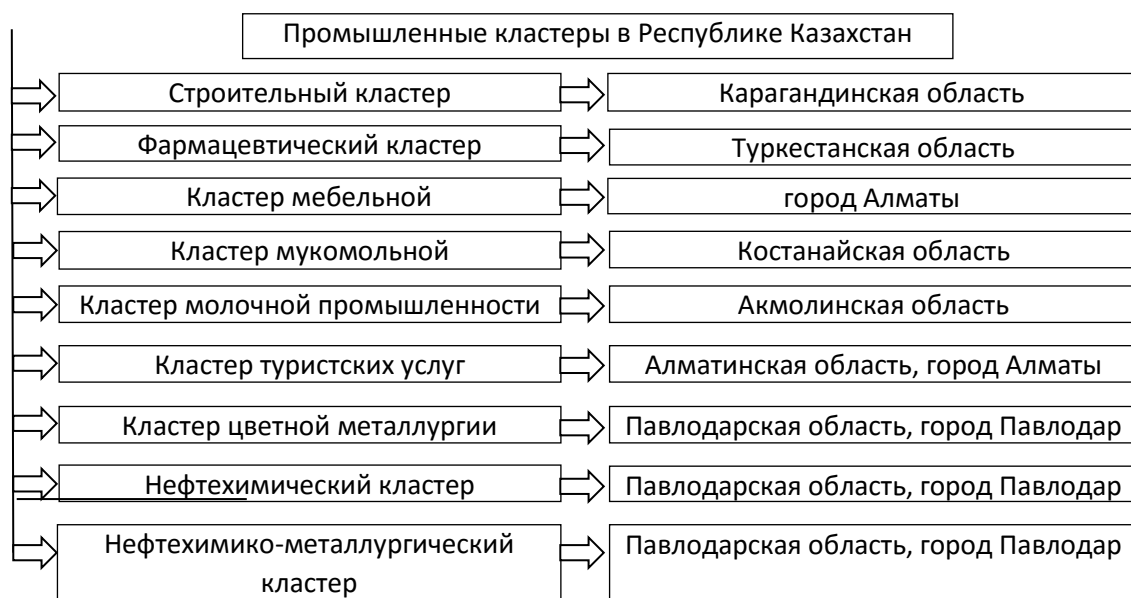 Промышленные кластеры в Республике Казахстан
Строительный кластер
Карагандинская область
Фармацевтический кластер
Туркестанская область
Кластер мебельной
город Алматы
Кластер мукомольной
Костанайская область
Кластер молочной промышленности
Акмолинская область
Кластер туристских услуг
Алматинская область, город Алматы
Кластер цветной металлургии
Павлодарская область, город Павлодар
Нефтехимический кластер
Павлодарская область, город Павлодар
Нефтехимико-металлургический
кластер
Павлодарская область, город Павлодар